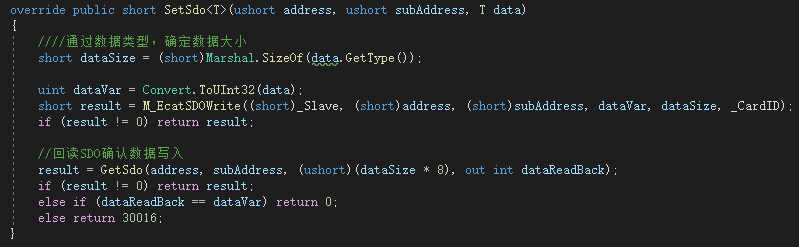 override public short SetSdo<T>(ushort address, ushort subAddress, T data)
{
////通过数据类型，确定数据大小
short dataSize = (short)Marshal.SizeOf(data.GetType());
uint dataVar = Convert.ToUInt32(data);
short result = M_EcatSDOWrite((short)_Slave, (short)address, (short)subAddress, dataVar, dataSize, _CardID);
if (result != 0) return result;
//回读SDO确认数据写入
result = GetSdo(address, subAddress, (ushort)(dataSize * 8), out int dataReadBack);
if (result != 0) return result;
else if (dataReadBack == dataVar) return 0;
else return 30016;
}